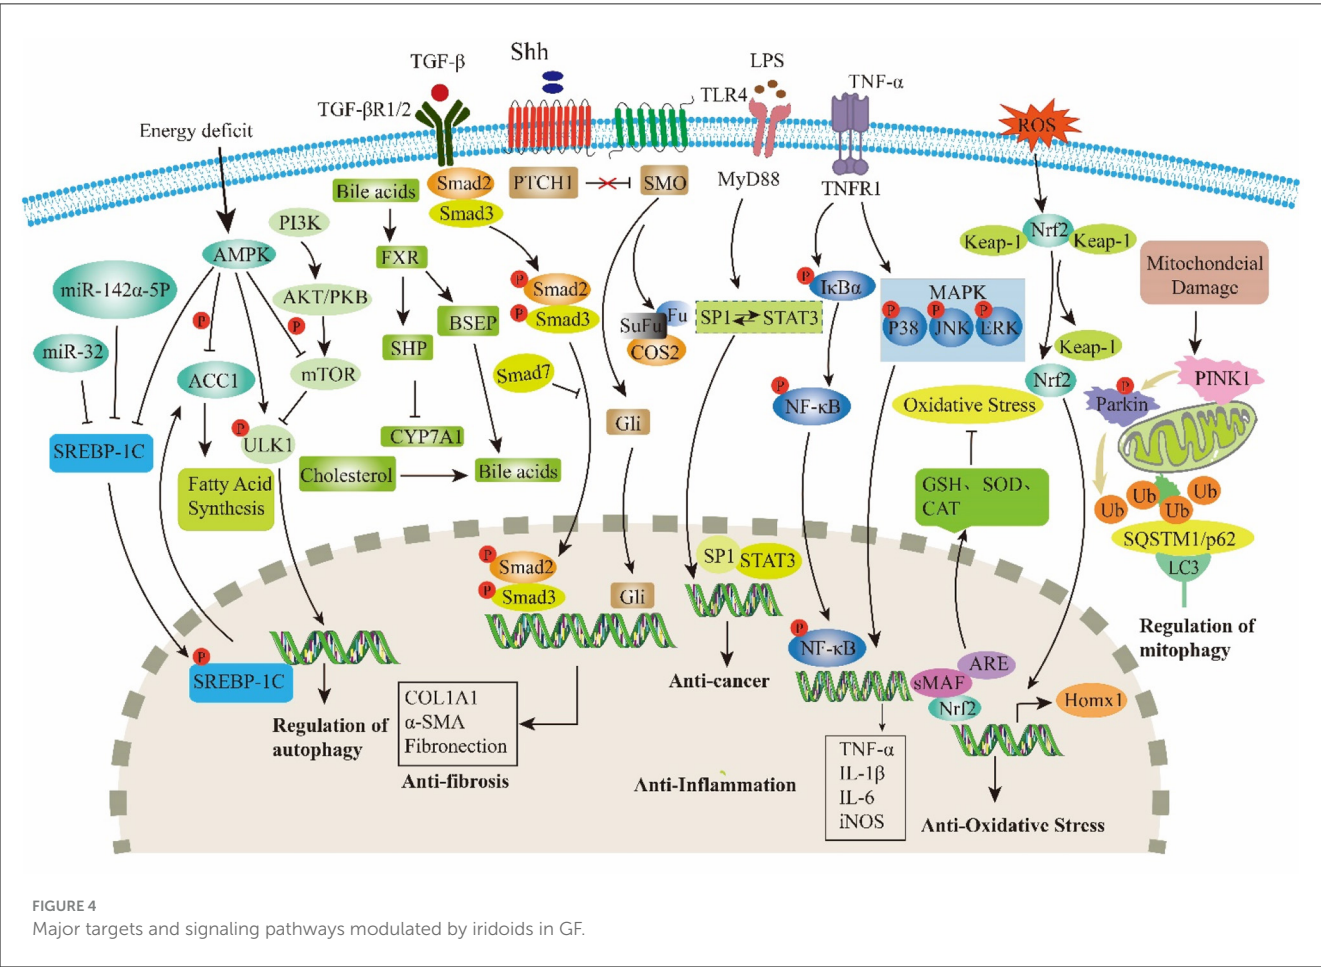 TGF-β
Shh
LPS
TNF-α
TGF-βR1/2
TLR4
ROS
Energy deficit
Bile acids
Smad2
Smad3
PTCH1
SMO
MyD88
TNFR1
PI3K
AMPK
FXR
Keap-1
Nrf2
Keap-1
Mitochondcial
Damage
miR-142α-5P
AKT/PKB
P
Smad2
P
Smad3
P
IκBα
MAPK
P
P38
P
JNK
P
ERK
P
P
BSEP
SuFu
Fu
COS2
SP1
STAT3
miR-32
SHP
Keap-1
ACC1
mTOR
Smad7
P
NF-κB
Oxidative Stress
Nrf2
P
Parkin
PINK1
SREBP-1C
P
ULK1
CYP7A1
Gli
Fatty Acid
Synthesis
Cholesterol
Bile acids
GSH、SOD、
CAT
Ub
Ub
Ub
Ub
SQSTM1/p62
LC3
P
Smad2
P
Smad3
Gli
SP1
STAT3
Regulation of
mitophagy
P
NF-κB
ARE
sMAF
Nrf2
Homx1
P
SREBP-1C
Anti-cancer
Regulation of
autophagy
COL1A1
α-SMA
Fibronection
Anti-fibrosis
Anti-Inflammation
TNF-α
IL-1β
IL-6
iNOS
Anti-Oxidative Stress
FIGURE 4
Major targets and signaling pathways modulated by iridoids in GF.